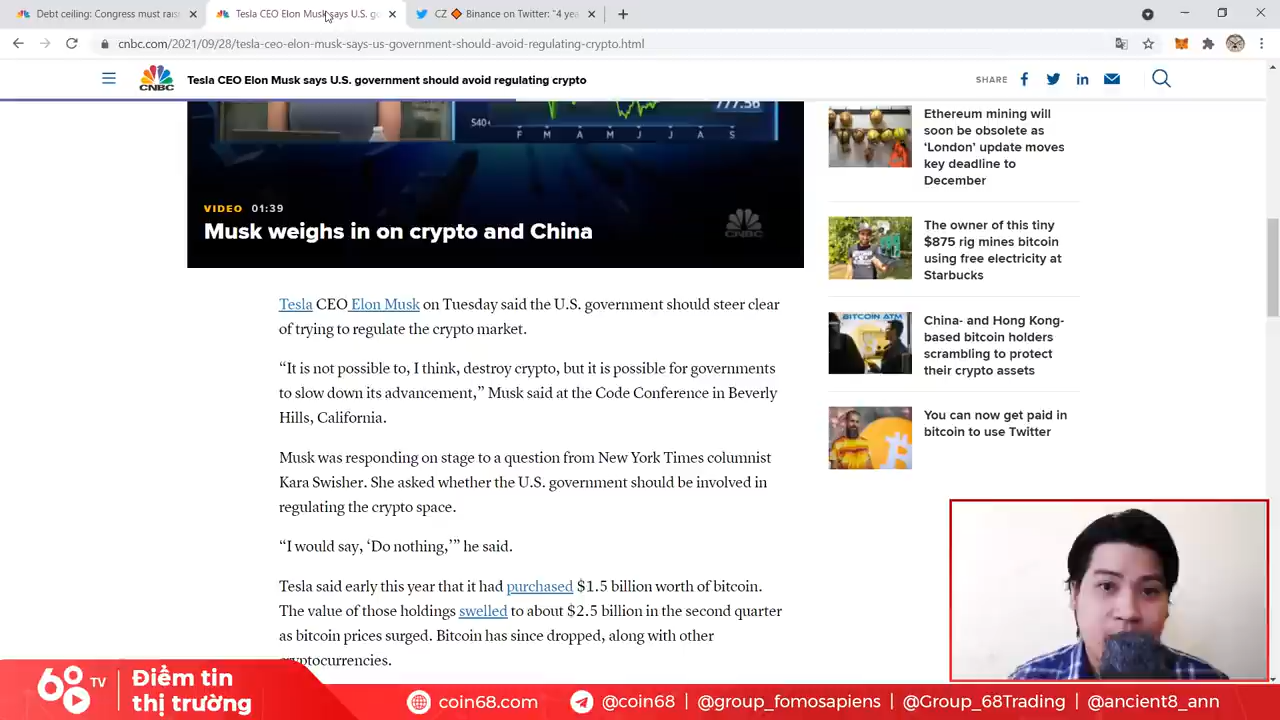 Debt ceiling: Congress must rais
Tesla CEO Elon Musk says U.S. go
CZ 🔶 Binance on Twitter: "4 yea
cnbc.com/2021/09/28/tesla-ceo-elon-musk-says-us-government-should-avoid-regulating-crypto.html
CNBC
Tesla CEO Elon Musk says U.S. government should avoid regulating crypto
SHARE
777.56
540
F M A M J J A S
VIDEO 01:39
Musk weighs in on crypto and China
CNBC
Tesla CEO Elon Musk on Tuesday said the U.S. government should steer clear
of trying to regulate the crypto market.
“It is not possible to, I think, destroy crypto, but it is possible for governments
to slow down its advancement,” Musk said at the Code Conference in Beverly
Hills, California.
Musk was responding on stage to a question from New York Times columnist
Kara Swisher. She asked whether the U.S. government should be involved in
regulating the crypto space.
“I would say, ‘Do nothing,’” he said.
Tesla said early this year that it had purchased $1.5 billion worth of bitcoin.
The value of those holdings swelled to about $2.5 billion in the second quarter
as bitcoin prices surged. Bitcoin has since dropped, along with other
cryptocurrencies.
Ethereum mining will
soon be obsolete as
‘London’ update moves
key deadline to
December
The owner of this tiny
$875 rig mines bitcoin
using free electricity at
Starbucks
BITCOIN ATM
China- and Hong Kong-
based bitcoin holders
scrambling to protect
their crypto assets
You can now get paid in
bitcoin to use Twitter
68 TV
Điểm tin
thị trường
coin68.com
@coin68 | @group_fomosapiens | @Group_68Trading | @ancient8_ann